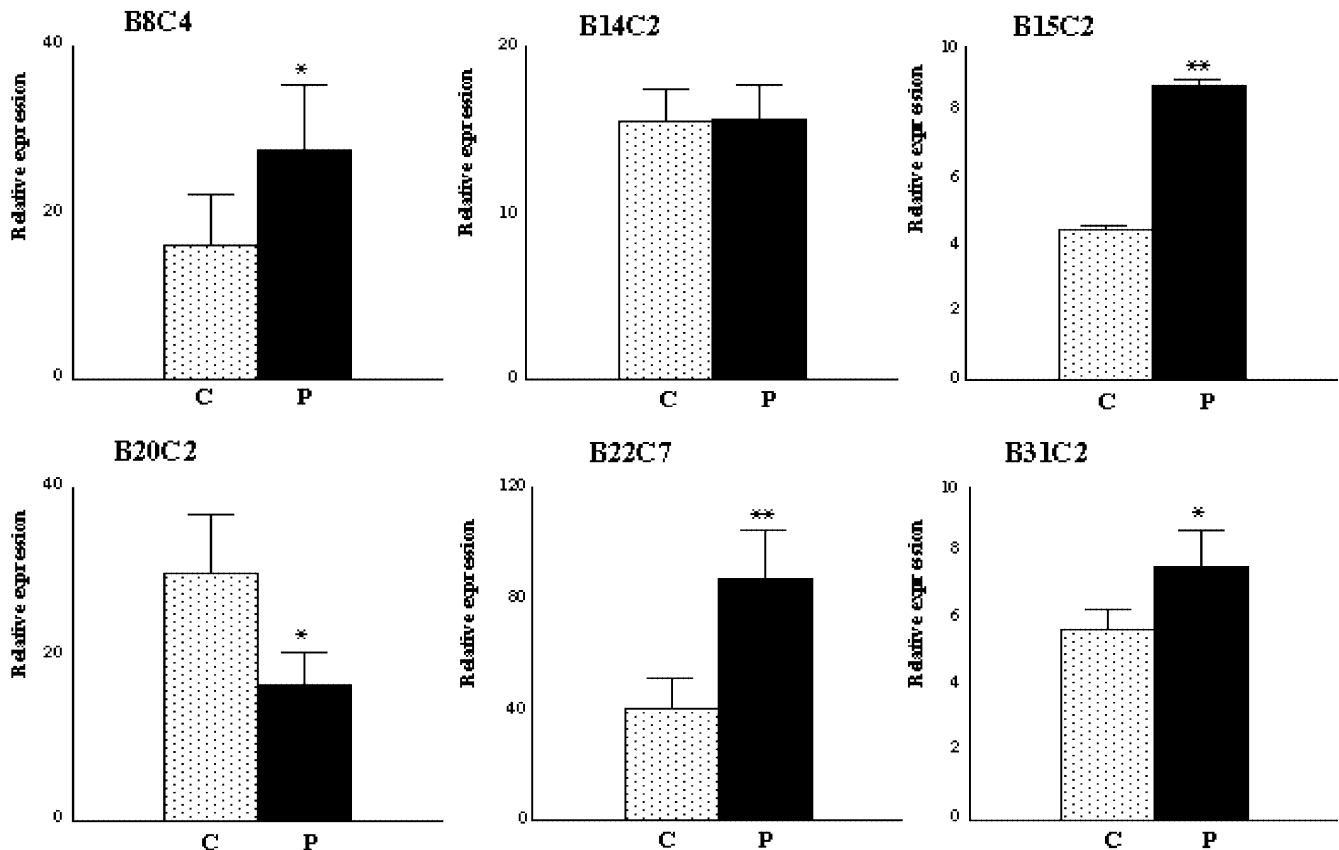 B8C4
Relative expression
40
20
0
*
C P
B14C2
Relative expression
20
10
0
C P
B15C2
Relative expression
10
8
6
4
2
0
**
C P
B20C2
Relative expression
40
20
0
*
C P
B22C7
Relative expression
120
80
40
0
**
C P
B31C2
Relative expression
10
8
6
4
2
0
*
C P